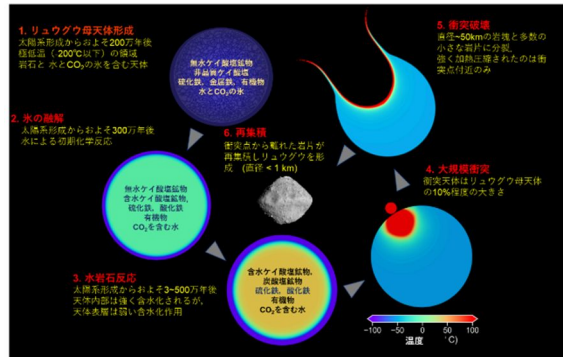 1. リュウグウ母天体形成
太陽系形成からおよそ200万年後
極低温（ 200℃以下）の領域
岩石と 水とCO₂の氷を含む天体
無水ケイ酸塩鉱物
非晶質ケイ酸塩
硫化鉄，金属鉄，有機物
水とCO₂の氷
2. 氷の融解
太陽系形成からおよそ300万年後
水による初期化学反応
無水ケイ酸塩鉱物
含水ケイ酸塩鉱物,
硫化鉄，酸化鉄
有機物
CO₂を含む水
3. 水岩石反応
太陽系形成からおよそ3~500万年後
天体内部は強く含水化されるが、
天体表層は弱い含水化作用
含水ケイ酸塩鉱物,
炭酸塩鉱物
硫化鉄，酸化鉄
有機物
CO₂を含む水
4. 大規模衝突
衝突天体はリュウグウ母天体
の10%程度の大きさ
5. 衝突破壊
直径~50kmの岩塊と多数の
小さな岩片に分裂。
強く加熱圧縮されたのは衝
突点付近のみ
6. 再集積
衝突点から離れた岩片が
再集積しリュウグウを形
成 (直径 < 1 km)
-100 -50 0 50 100
温度 ℃)